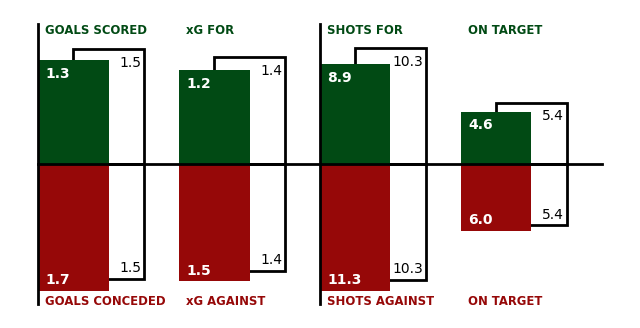 GOALS SCORED xG FOR SHOTS FOR ON TARGET
1.3 1.5 1.2 1.4 8.9 10.3 4.6 5.4
1.7 1.5 1.5 1.4 11.3 10.3 6.0 5.4
GOALS CONCEDED xG AGAINST SHOTS AGAINST ON TARGET